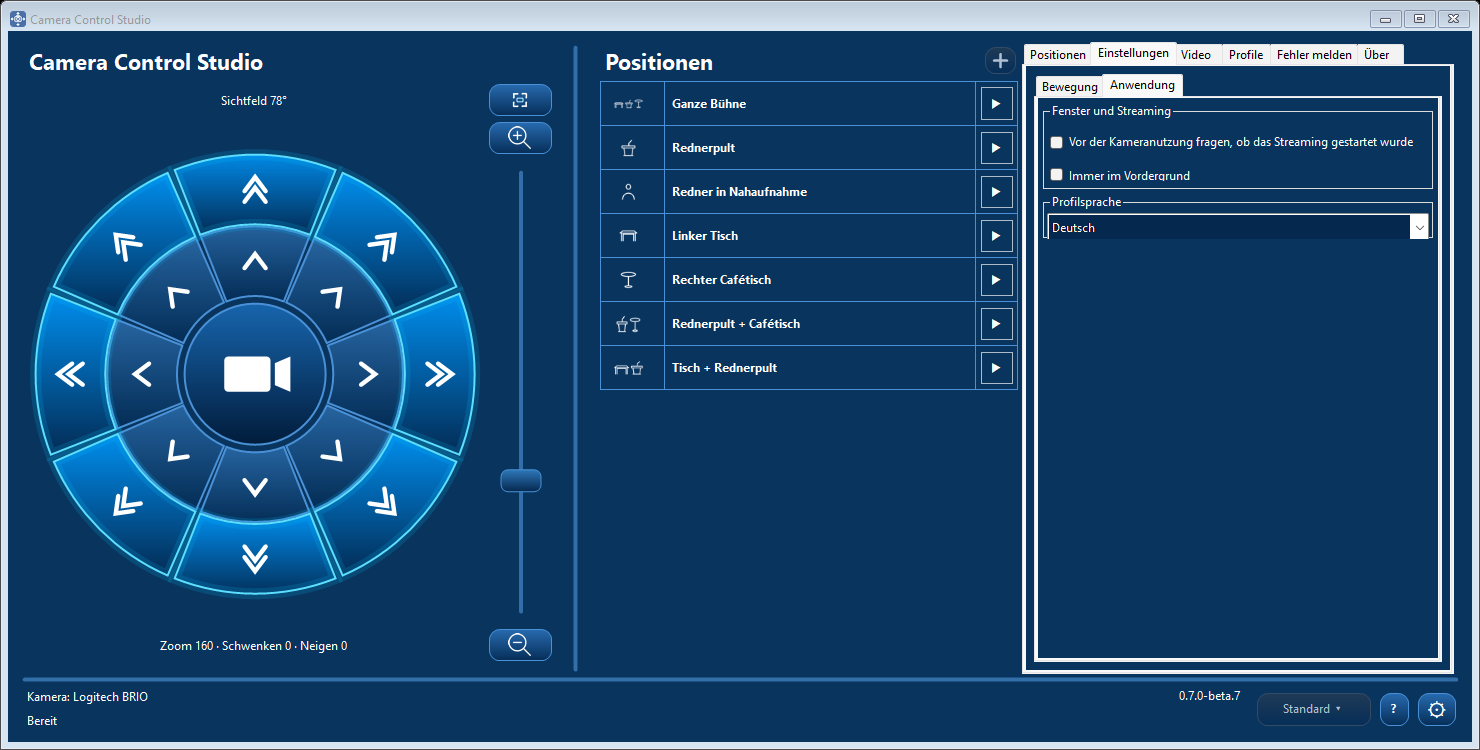 Camera Control Studio
Camera Control Studio
Sichtfeld 78°
Zoom 160 · Schwenken 0 · Neigen 0
Positionen
Ganze Bühne
Rednerpult
Redner in Nahaufnahme
Linker Tisch
Rechter Cafétisch
Rednerpult + Cafétisch
Tisch + Rednerpult
Positionen Einstellungen Video Profile Fehler melden Über
Bewegung Anwendung
Fenster und Streaming
Vor der Kameranutzung fragen, ob das Streaming gestartet wurde
Immer im Vordergrund
Profilsprache
Deutsch
Kamera: Logitech BRIO
Bereit
0.7.0-beta.7
Standard
?